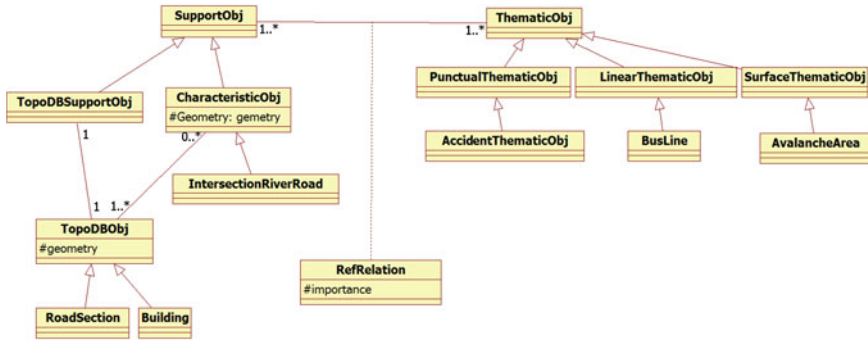 SupportObj
ThematicObj
1..*
1..*
PunctualThematicObj
LinearThematicObj
SurfaceThematicObj
TopoDBSupportObj
CharacteristicObj
#Geometry: gemetry
1
0..*
AccidentThematicObj
BusLine
AvalancheArea
IntersectionRiverRoad
1
1..*
TopoDBObj
#geometry
RefRelation
#importance
RoadSection
Building